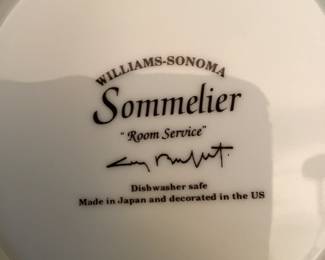 WILLIAMS-SONOMA
Sommelier
"Room Service"
Dishwasher safe
Made in Japan and decorated in the US